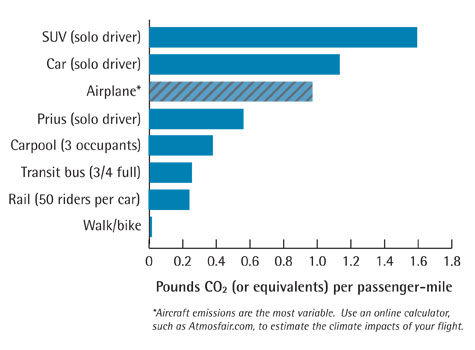 SUV (solo driver)
Car (solo driver)
Airplane*
Prius (solo driver)
Carpool (3 occupants)
Transit bus (3/4 full)
Rail (50 riders per car)
Walk/bike
0 0.2 0.4 0.6 0.8 1.0 1.2 1.4 1.6 1.8
Pounds CO₂ (or equivalents) per passenger-mile
*Aircraft emissions are the most variable. Use an online calculator,
such as Atmosfair.com, to estimate the climate impacts of your flight.